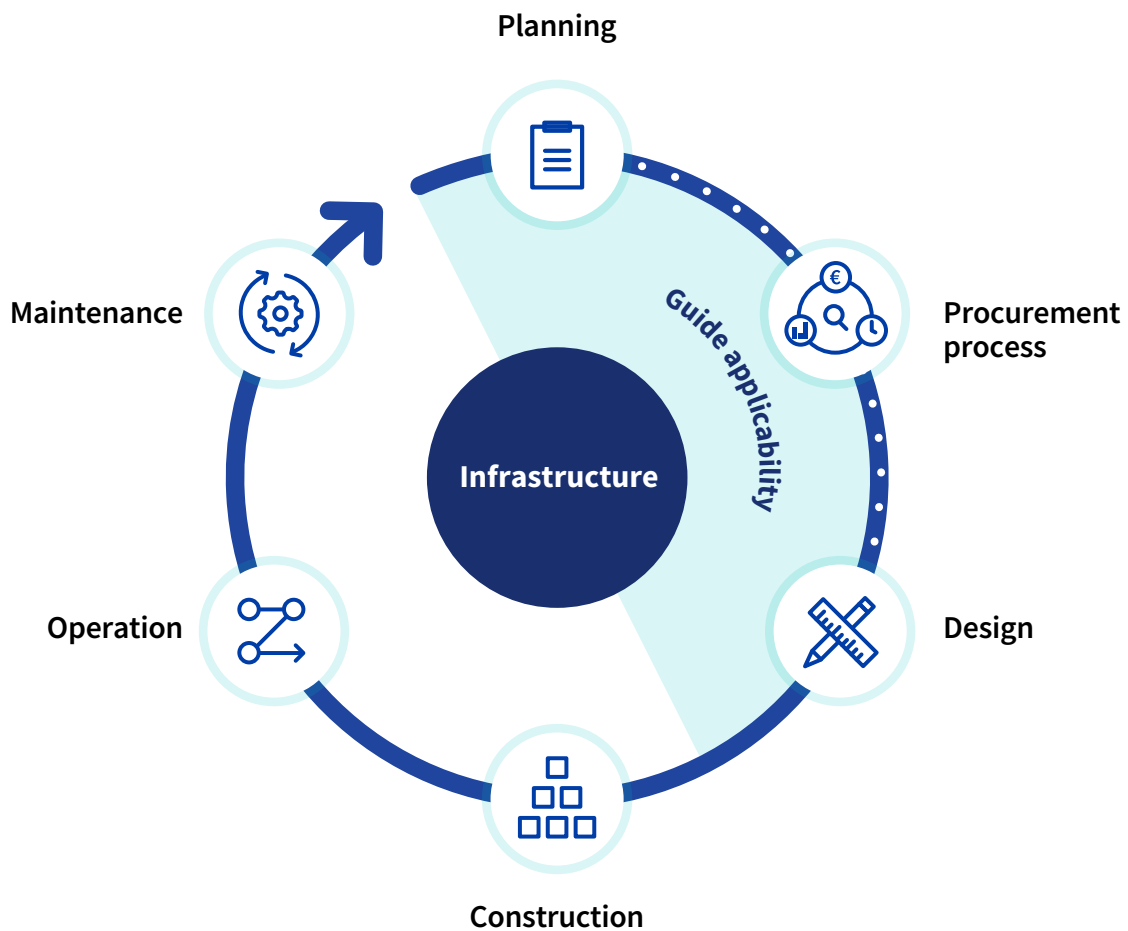 Planning
€
Guide applicability
Maintenance
Procurement
process
Infrastructure
Operation
Design
Construction